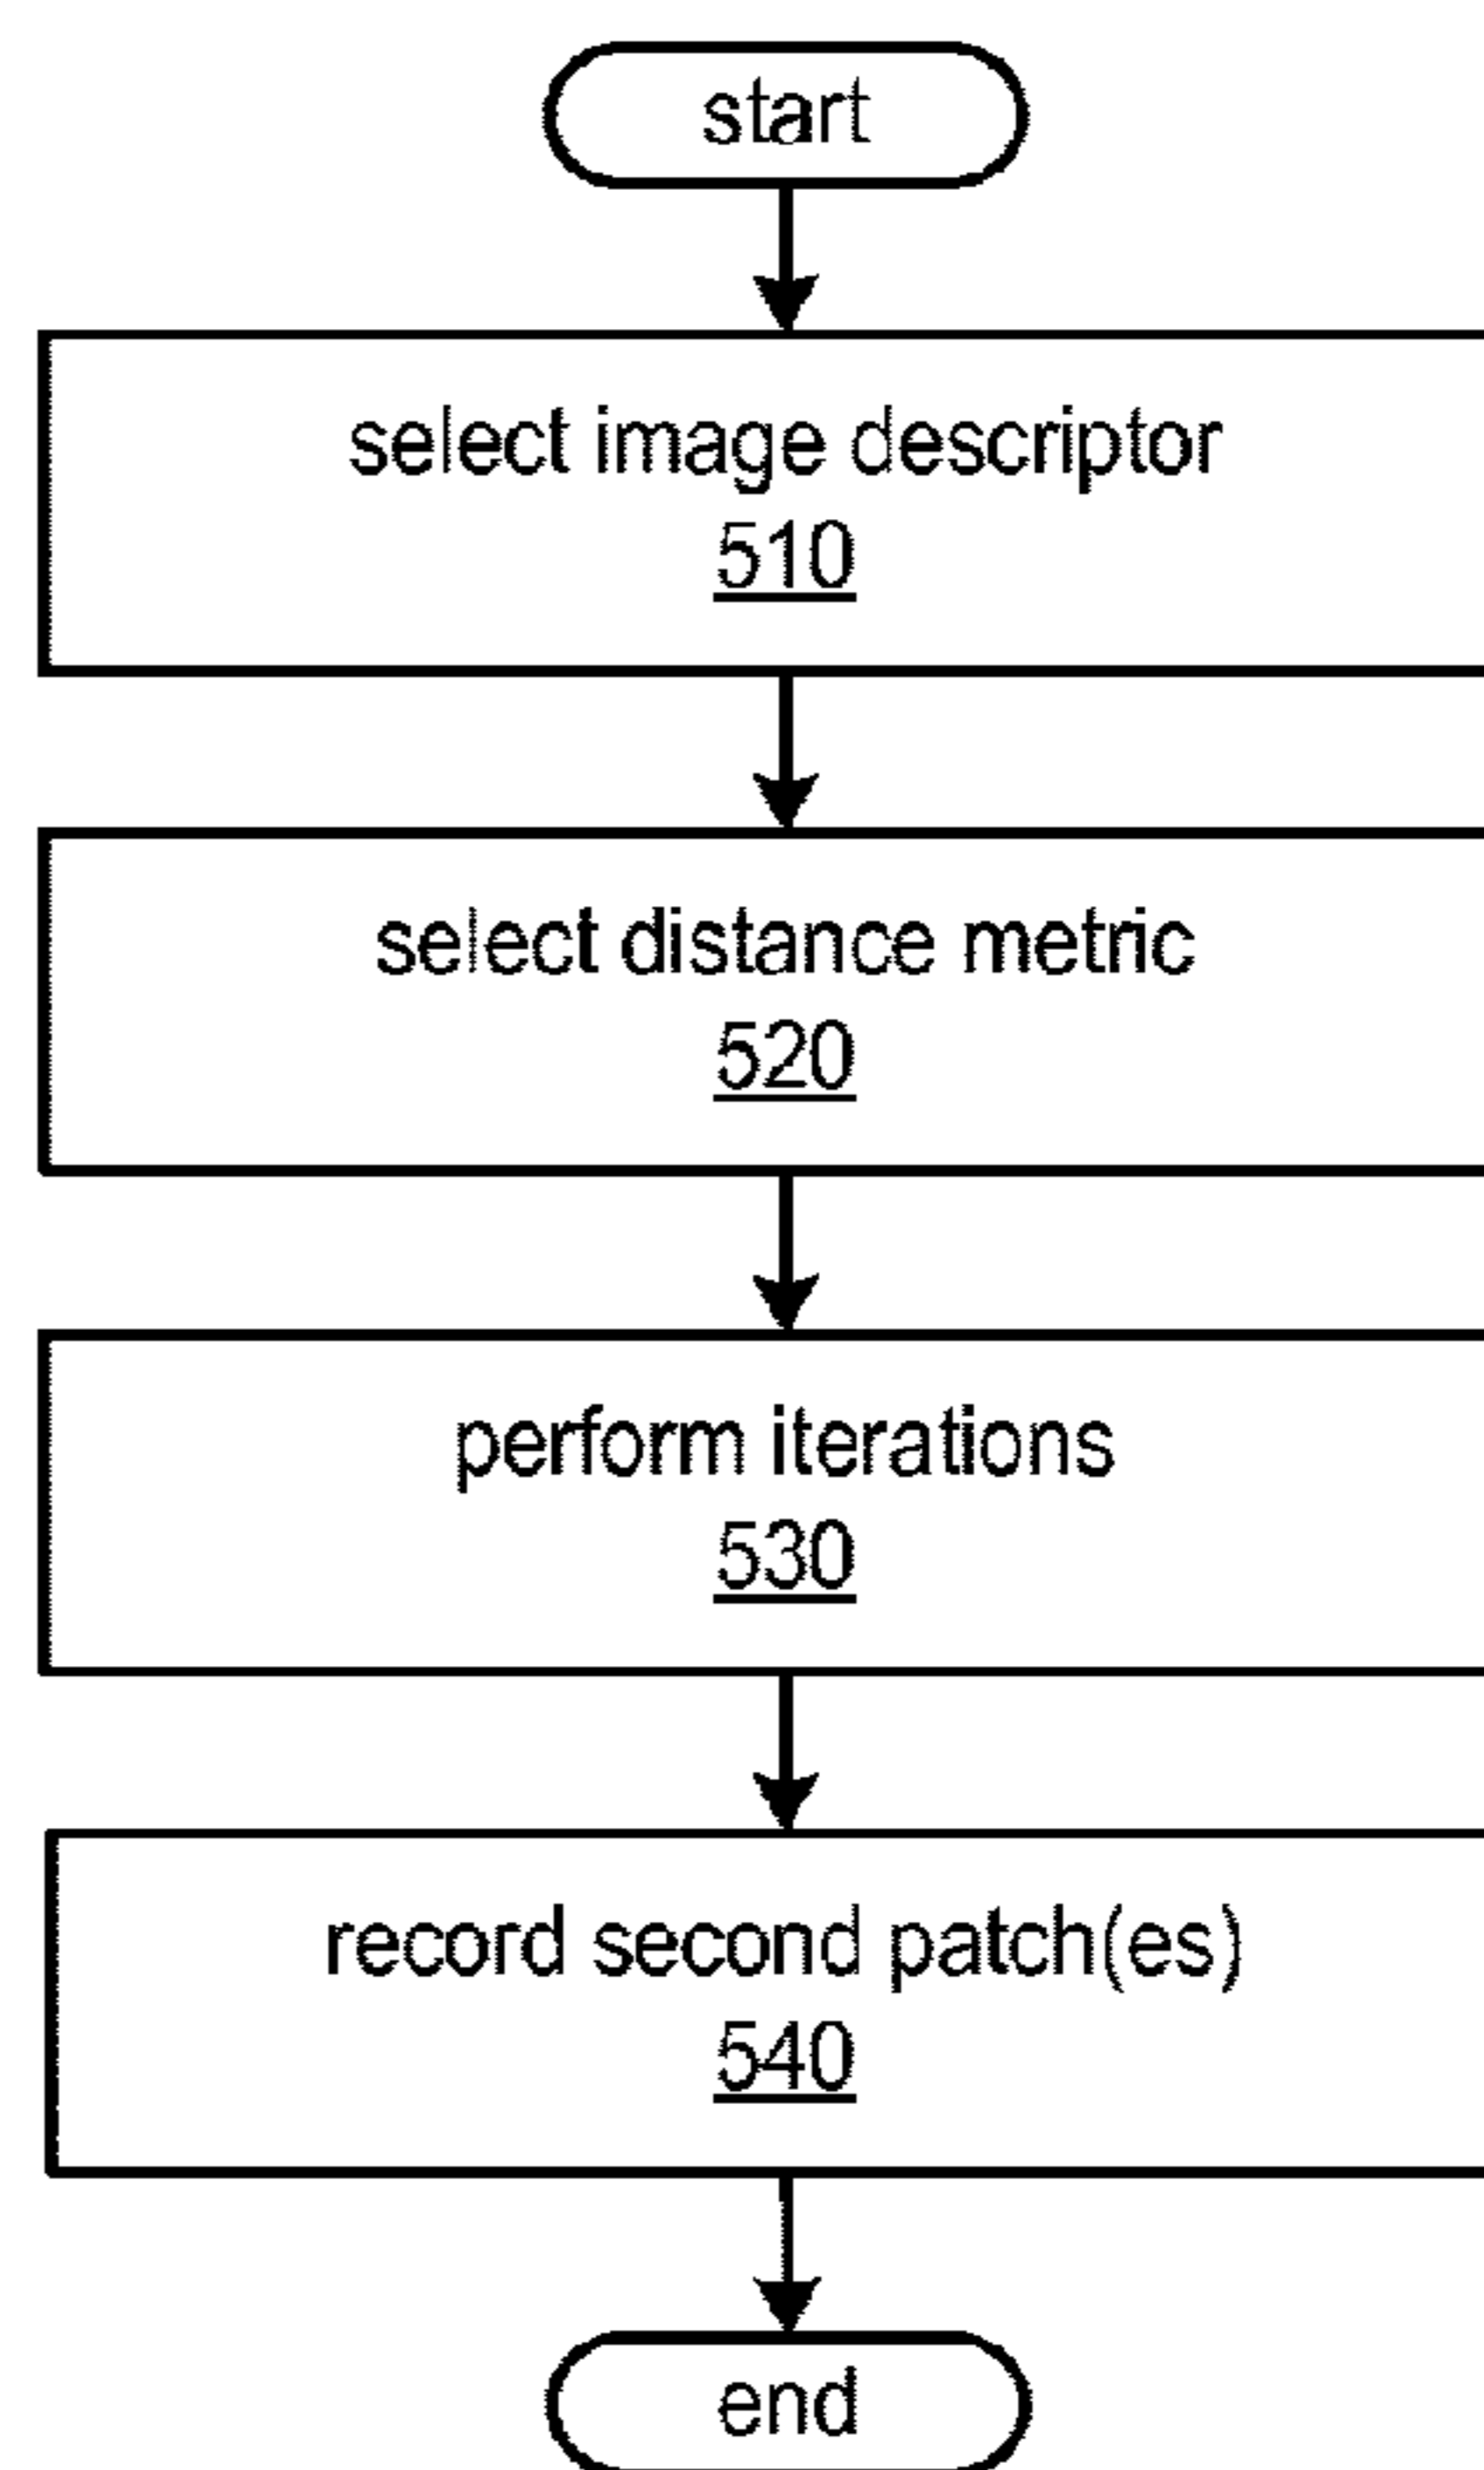 start
select image descriptor
510
select distance metric
520
perform iterations
530
record second patch(es)
540
end